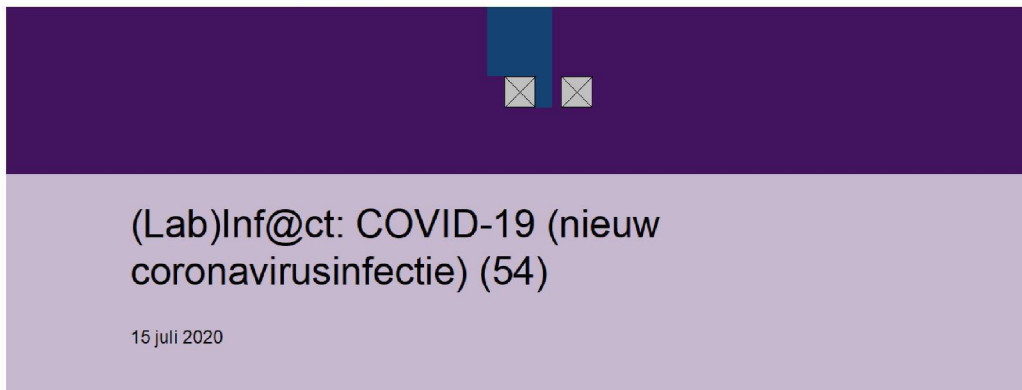 (Lab)Inf@ct: COVID-19 (nieuw
coronavirusinfectie) (54)
15 juli 2020